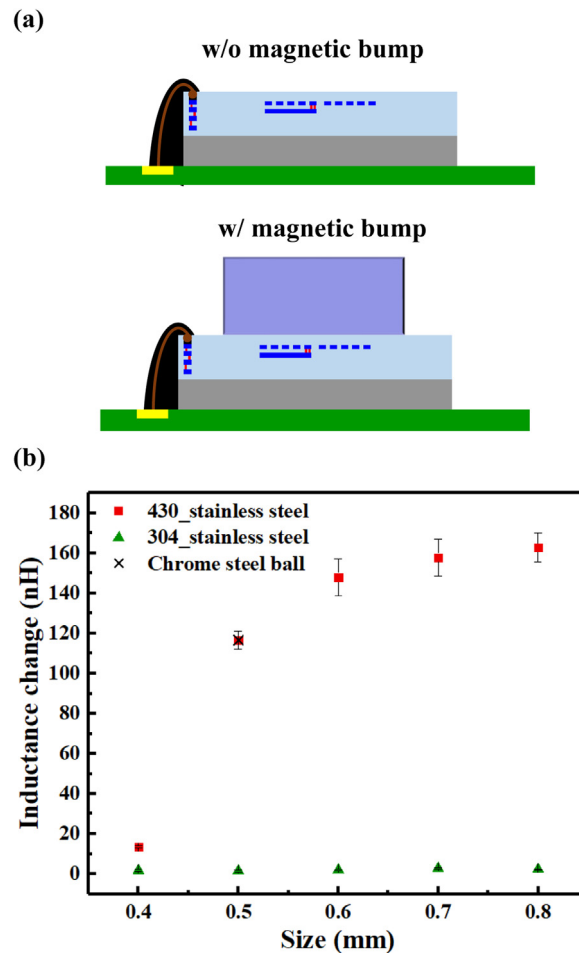 (a)
w/o magnetic bump
w/ magnetic bump
(b)
430_stainless steel
304_stainless steel
Chrome steel ball
Inductance change (nH)
180
160
140
120
100
80
60
40
20
0
0.4 0.5 0.6 0.7 0.8
Size (mm)